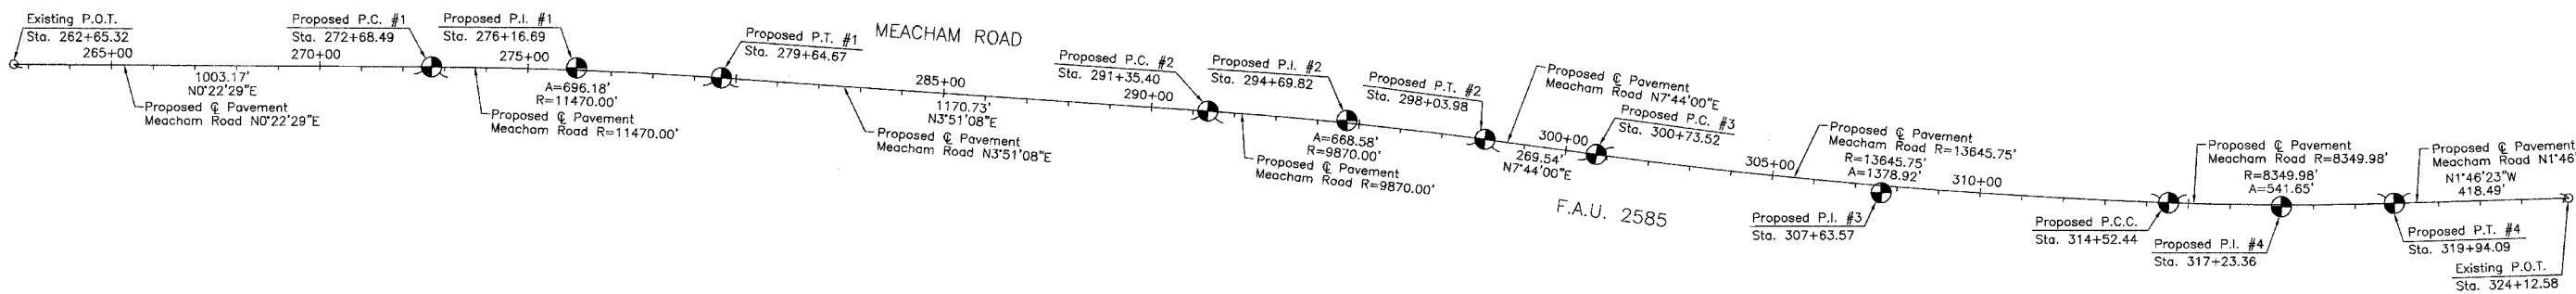 Existing P.O.T.
Sta. 262+65.32
265+00
1003.17'
N0°22'29"E
Proposed ℄ Pavement
Meacham Road N0°22'29"E
270+00
Proposed P.C. #1
Sta. 272+68.49
Proposed P.I. #1
Sta. 276+16.69
275+00
A=696.18'
R=11470.00'
Proposed ℄ Pavement
Meacham Road R=11470.00'
Proposed P.T. #1
Sta. 279+64.67
MEACHAM ROAD
285+00
1170.73'
N3°51'08"E
Proposed ℄ Pavement
Meacham Road N3°51'08"E
Proposed P.C. #2
Sta. 291+35.40
290+00
Proposed P.I. #2
Sta. 294+69.82
A=668.58'
R=9870.00'
Proposed ℄ Pavement
Meacham Road R=9870.00'
Proposed P.T. #2
Sta. 298+03.98
Proposed ℄ Pavement
Meacham Road N7°44'00"E
300+00
269.54'
N7°44'00"E
Proposed P.C. #3
Sta. 300+73.52
F.A.U. 2585
305+00
Proposed ℄ Pavement
Meacham Road R=13645.75'
R=13645.75'
A=1378.92'
Proposed P.I. #3
Sta. 307+63.57
310+00
Proposed P.C.C.
Sta. 314+52.44
Proposed ℄ Pavement
Meacham Road R=8349.98'
R=8349.98'
A=541.65'
Proposed P.I. #4
Sta. 317+23.36
Proposed ℄ Pavement
Meacham Road N1°46'
N1°46'23"W
418.49'
Proposed P.T. #4
Sta. 319+94.09
Existing P.O.T.
Sta. 324+12.58